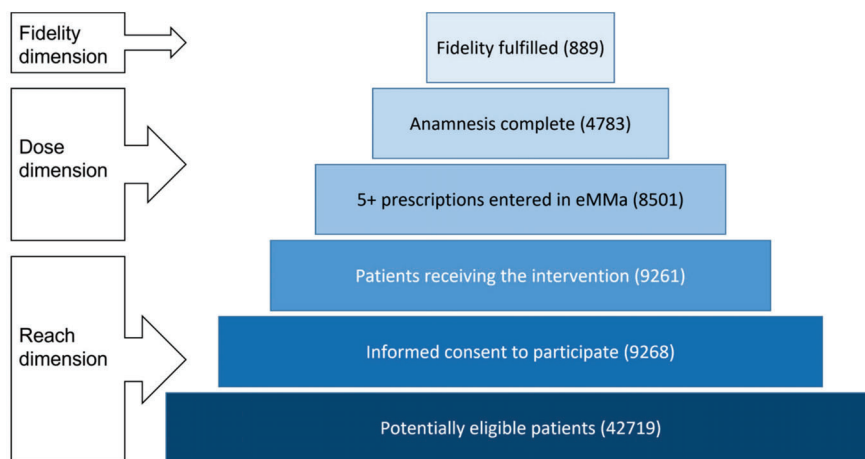 Fidelity
dimension
Fidelity fulfilled (889)
Dose
dimension
Anamnesis complete (4783)
5+ prescriptions entered in eMMa (8501)
Reach
dimension
Patients receiving the intervention (9261)
Informed consent to participate (9268)
Potentially eligible patients (42719)